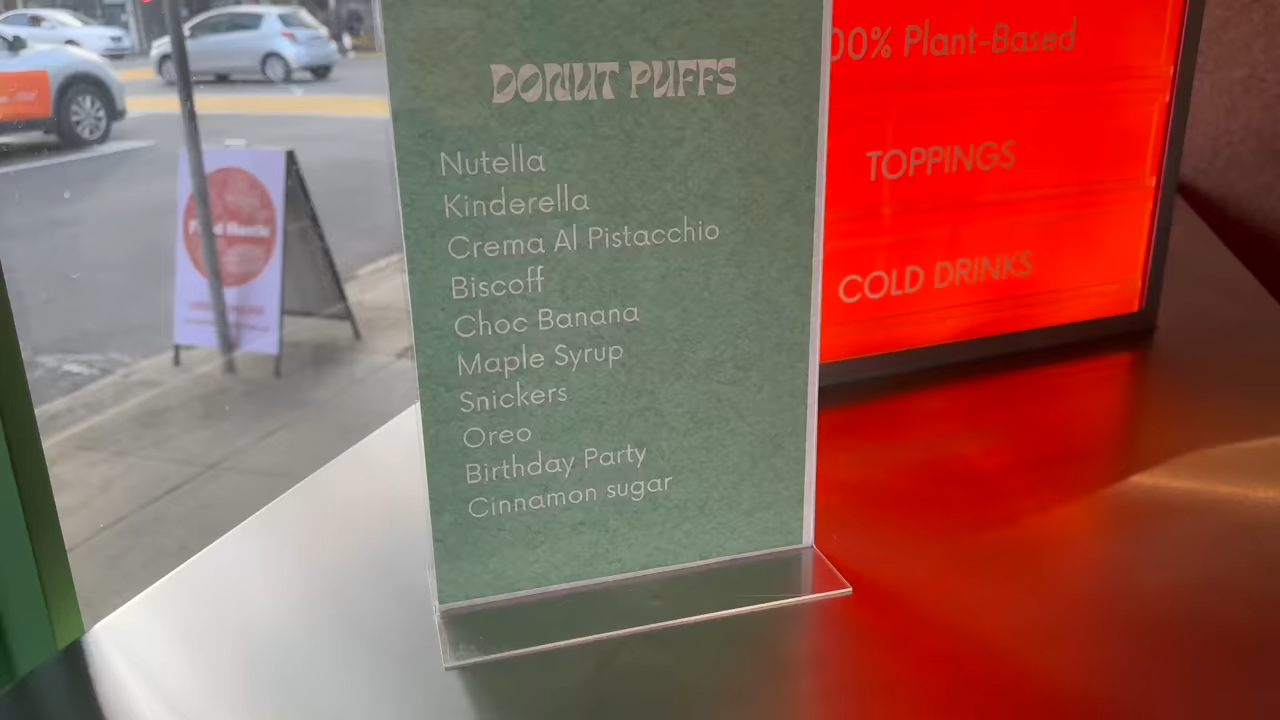 DONUT PUFFS
Nutella
Kinderella
Crema Al Pistacchio
Biscoff
Choc Banana
Maple Syrup
Snickers
Oreo
Birthday Party
Cinnamon sugar
00% Plant-Based
TOPPINGS
COLD DRINKS